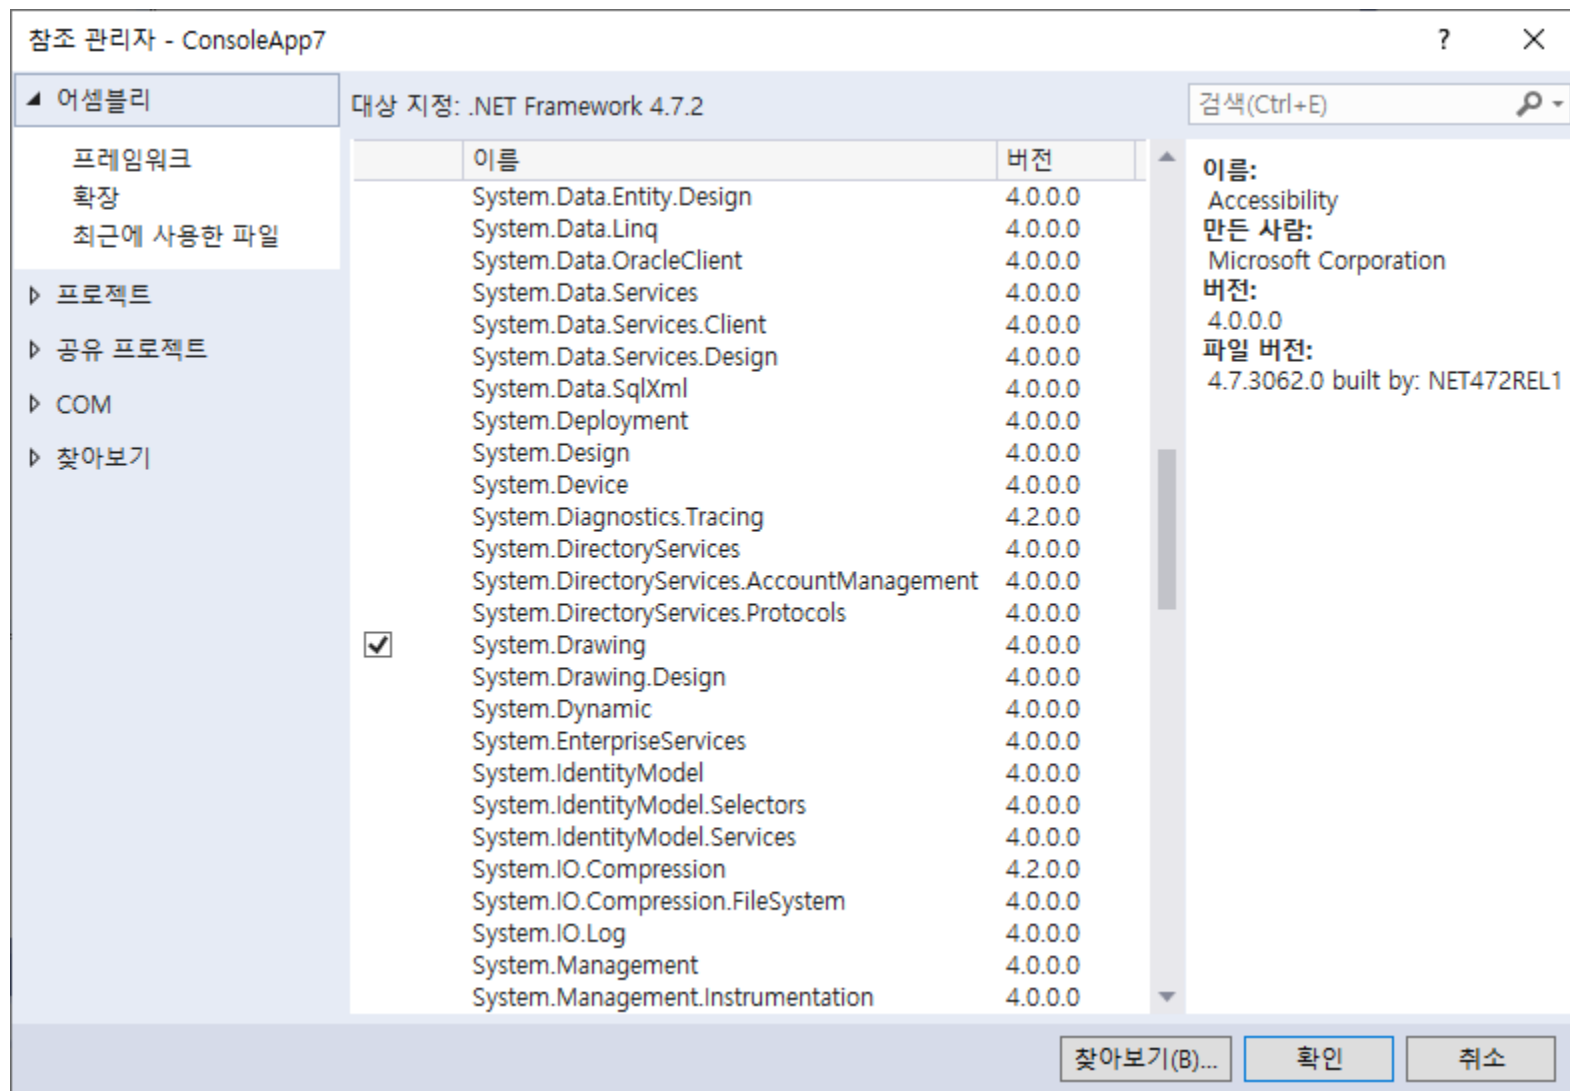 참조 관리자 - ConsoleApp7
?
어셈블리
대상 지정: .NET Framework 4.7.2
검색(Ctrl+E)
프레임워크
확장
최근에 사용한 파일
프로젝트
공유 프로젝트
COM
찾아보기
이름 버전
System.Data.Entity.Design 4.0.0.0
System.Data.Linq 4.0.0.0
System.Data.OracleClient 4.0.0.0
System.Data.Services 4.0.0.0
System.Data.Services.Client 4.0.0.0
System.Data.Services.Design 4.0.0.0
System.Data.SqlXml 4.0.0.0
System.Deployment 4.0.0.0
System.Design 4.0.0.0
System.Device 4.0.0.0
System.Diagnostics.Tracing 4.2.0.0
System.DirectoryServices 4.0.0.0
System.DirectoryServices.AccountManagement 4.0.0.0
System.DirectoryServices.Protocols 4.0.0.0
System.Drawing 4.0.0.0
System.Drawing.Design 4.0.0.0
System.Dynamic 4.0.0.0
System.EnterpriseServices 4.0.0.0
System.IdentityModel 4.0.0.0
System.IdentityModel.Selectors 4.0.0.0
System.IdentityModel.Services 4.0.0.0
System.IO.Compression 4.2.0.0
System.IO.Compression.FileSystem 4.0.0.0
System.IO.Log 4.0.0.0
System.Management 4.0.0.0
System.Management.Instrumentation 4.0.0.0
이름:
Accessibility
만든 사람:
Microsoft Corporation
버전:
4.0.0.0
파일 버전:
4.7.3062.0 built by: NET472REL1
찾아보기(B)...
확인
취소